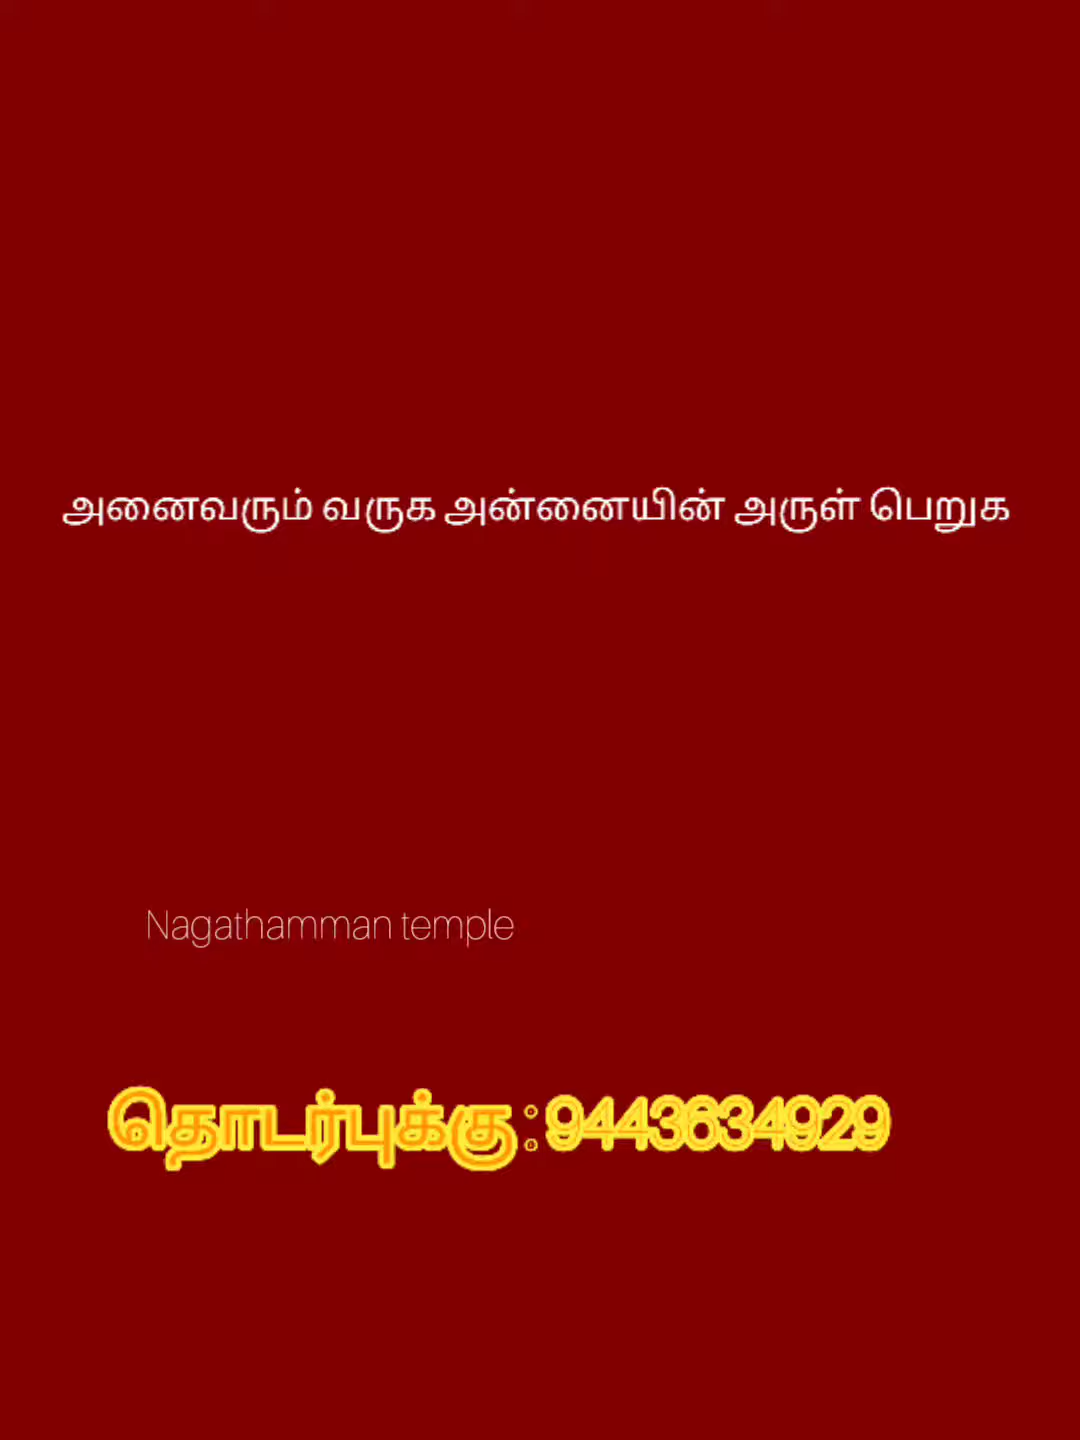 அனைவரும் வருக அன்னையின் அருள் பெறுக
Nagathamman temple
தொடர்புக்கு : 9443634929